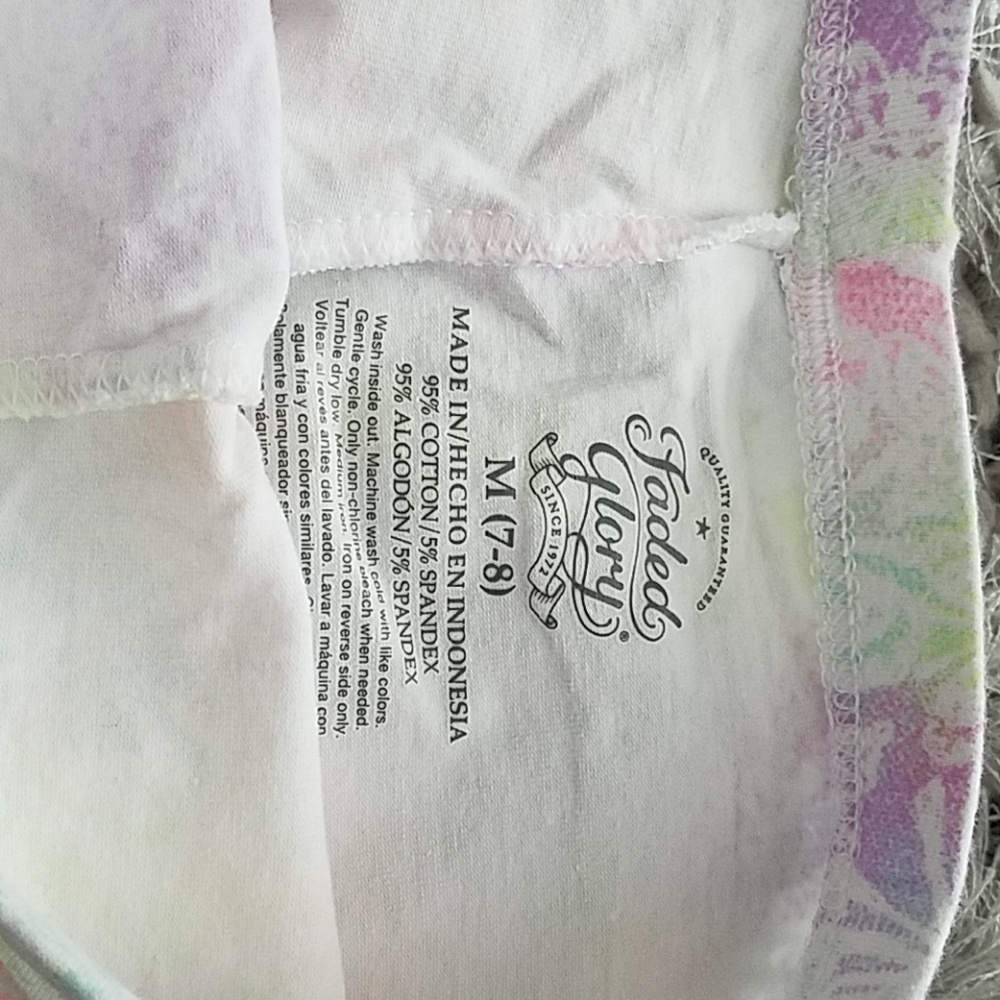 QUALITY GUARANTEED
Faded
Glory®
SINCE 1972
M (7-8)
MADE IN/HECHO EN INDONESIA
95% COTTON/5% SPANDEX
95% ALGODÓN/5% SPANDEX
Wash inside out. Machine wash cold with like colors.
Gentle cycle. Only non-chlorine bleach when needed.
Tumble dry low. Medium iron. Iron on reverse side only.
Voltear al reves antes del lavado. Lavar a máquina con
agua fria y con colores similares.
blanqueador